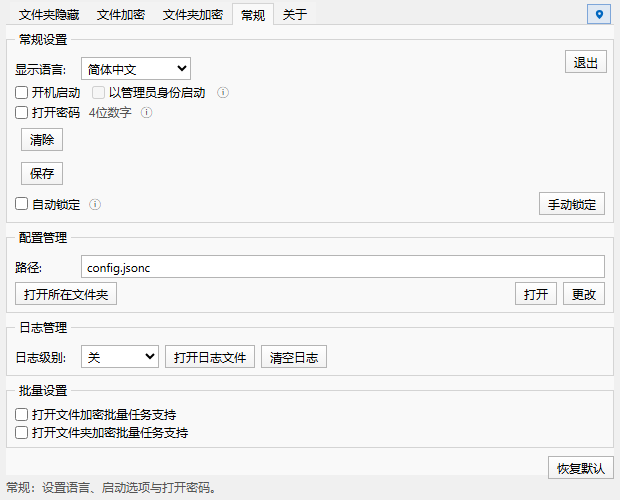 文件夹隐藏 文件加密 文件夹加密 常规 关于
常规设置
显示语言: 简体中文 退出
开机启动 以管理员身份启动 ⓘ
打开密码 4位数字 ⓘ
清除
保存
自动锁定 ⓘ 手动锁定
配置管理
路径: config.jsonc
打开所在文件夹 打开 更改
日志管理
日志级别: 关 打开日志文件 清空日志
批量设置
打开文件加密批量任务支持
打开文件夹加密批量任务支持
恢复默认
常规：设置语言、启动选项与打开密码。